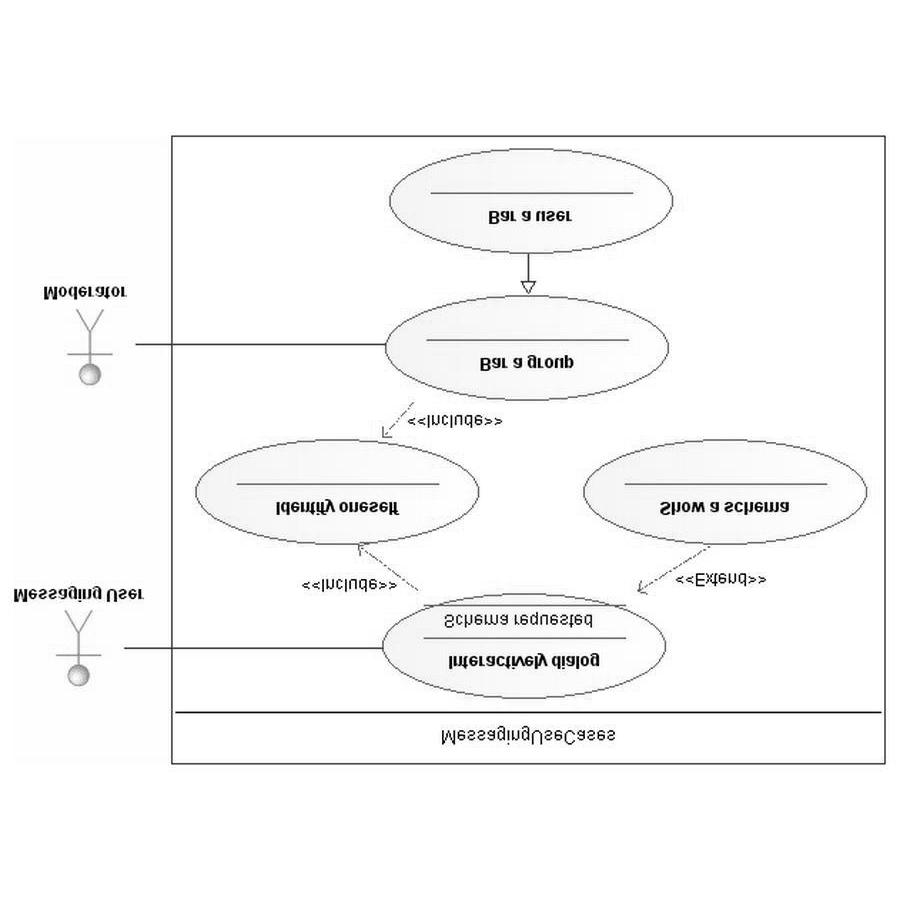 MessagingUseCases
Interactively dialog
Schema requested
Messaging User
<<Include>>
<<Extend>>
Identify oneself
Show a schema
<<Include>>
Bar a group
Moderator
Bar a user